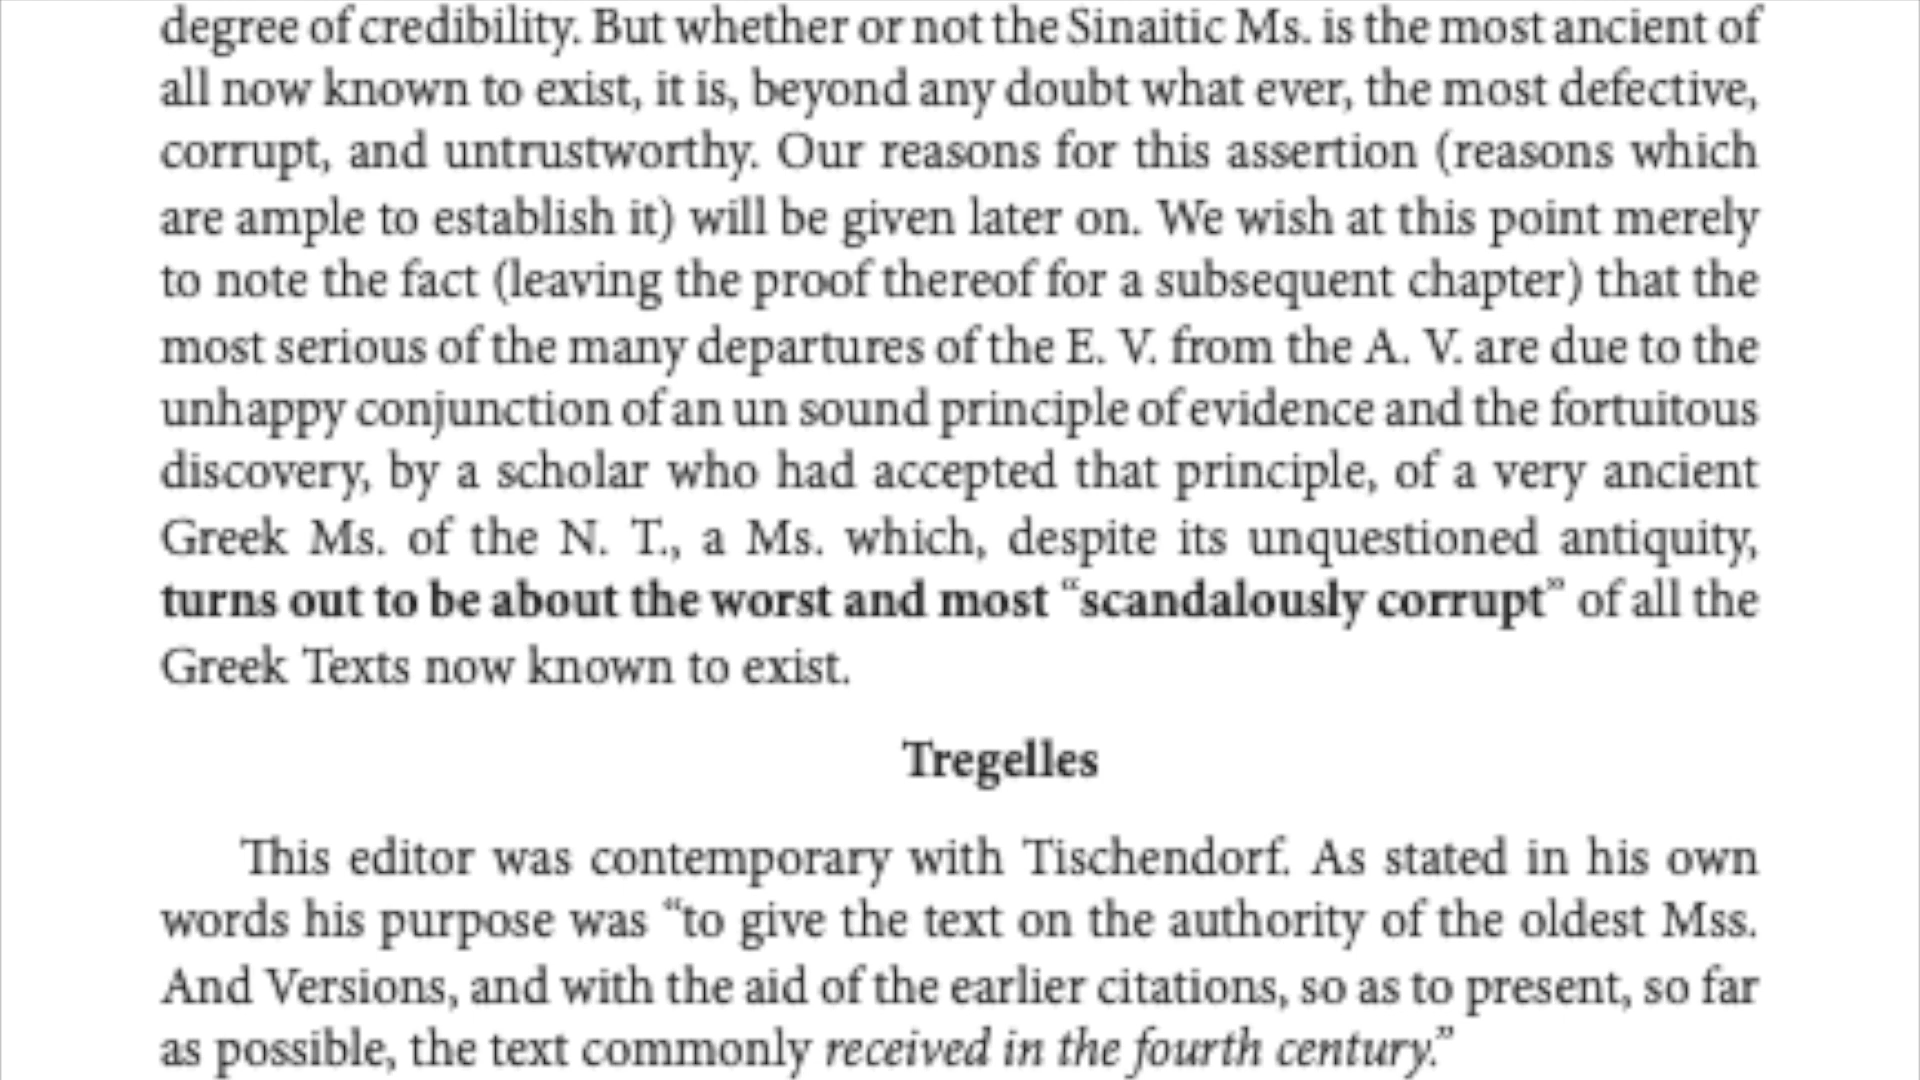 degree of credibility. But whether or not the Sinaitic Ms. is the most ancient of
all now known to exist, it is, beyond any doubt what ever, the most defective,
corrupt, and untrustworthy. Our reasons for this assertion (reasons which
are ample to establish it) will be given later on. We wish at this point merely
to note the fact (leaving the proof thereof for a subsequent chapter) that the
most serious of the many departures of the E. V. from the A. V. are due to the
unhappy conjunction of an un sound principle of evidence and the fortuitous
discovery, by a scholar who had accepted that principle, of a very ancient
Greek Ms. of the N. T., a Ms. which, despite its unquestioned antiquity,
turns out to be about the worst and most “scandalously corrupt” of all the
Greek Texts now known to exist.
Tregelles
This editor was contemporary with Tischendorf. As stated in his own
words his purpose was “to give the text on the authority of the oldest Mss.
And Versions, and with the aid of the earlier citations, so as to present, so far
as possible, the text commonly received in the fourth century.”